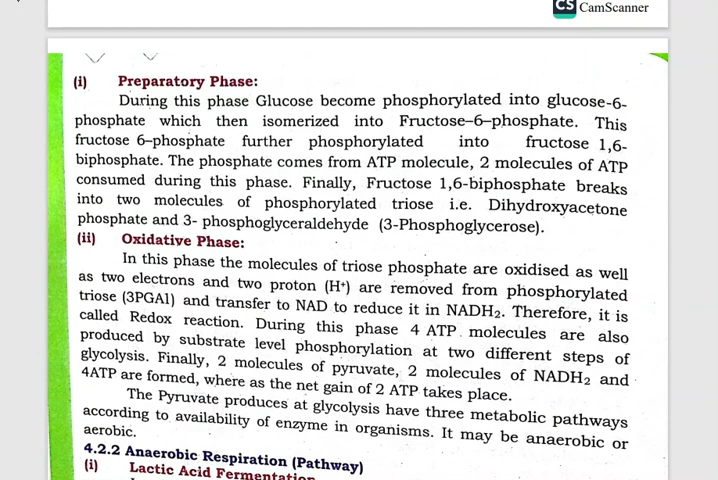 CS CamScanner
(i) Preparatory Phase:
During this phase Glucose become phosphorylated into glucose-6-
phosphate which then isomerized into Fructose–6–phosphate. This
fructose 6–phosphate further phosphorylated into fructose 1,6-
biphosphate. The phosphate comes from ATP molecule, 2 molecules of ATP
consumed during this phase. Finally, Fructose 1,6-biphosphate breaks
into two molecules of phosphorylated triose i.e. Dihydroxyacetone
phosphate and 3- phosphoglyceraldehyde (3-Phosphoglycerose).
(ii) Oxidative Phase:
In this phase the molecules of triose phosphate are oxidised as well
as two electrons and two proton (H⁺) are removed from phosphorylated
triose (3PGA1) and transfer to NAD to reduce it in NADH₂. Therefore, it is
called Redox reaction. During this phase 4 ATP molecules are also
produced by substrate level phosphorylation at two different steps of
glycolysis. Finally, 2 molecules of pyruvate, 2 molecules of NADH₂ and
4ATP are formed, where as the net gain of 2 ATP takes place.
The Pyruvate produces at glycolysis have three metabolic pathways
according to availability of enzyme in organisms. It may be anaerobic or
aerobic.
4.2.2 Anaerobic Respiration (Pathway)
(i) Lactic Acid Fermentation